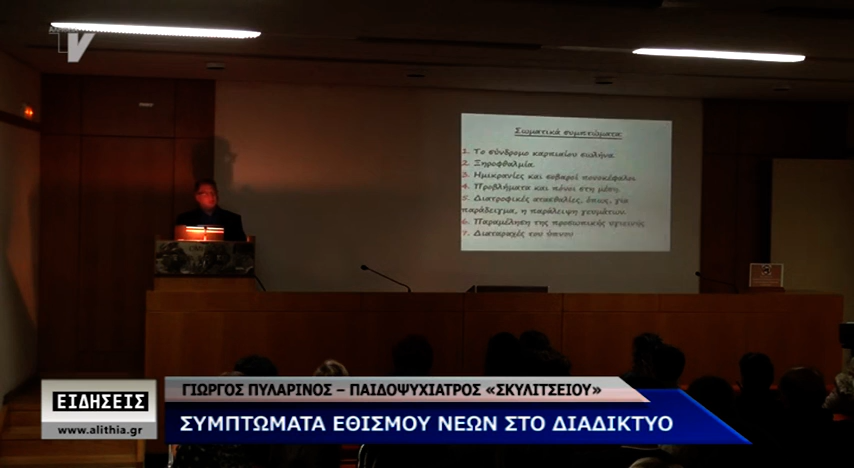 V
Σωματικά συμπτώματα:
1. Το σύνδρομο καρπιαίου σωλήνα.
2. Ξηροφθαλμία.
3. Ημικρανίες και σοβαροί πονοκέφαλοι
4. Προβλήματα και πόνοι στη μέση.
5. Διατροφικές αταξίες, όπως, για
παράδειγμα, η παράλειψη γευμάτων.
6. Παραμέληση της προσωπικής υγιεινής
7. Διαταραχές του ύπνου
ΓΙΩΡΓΟΣ ΠΥΛΑΡΙΝΟΣ – ΠΑΙΔΟΨΥΧΙΑΤΡΟΣ «ΣΚΥΛΙΤΣΕΙΟΥ»
ΕΙΔΗΣΕΙΣ
ΣΥΜΠΤΩΜΑΤΑ ΕΘΙΣΜΟΥ ΝΕΩΝ ΣΤΟ ΔΙΑΔΙΚΤΥΟ
www.alithia.gr